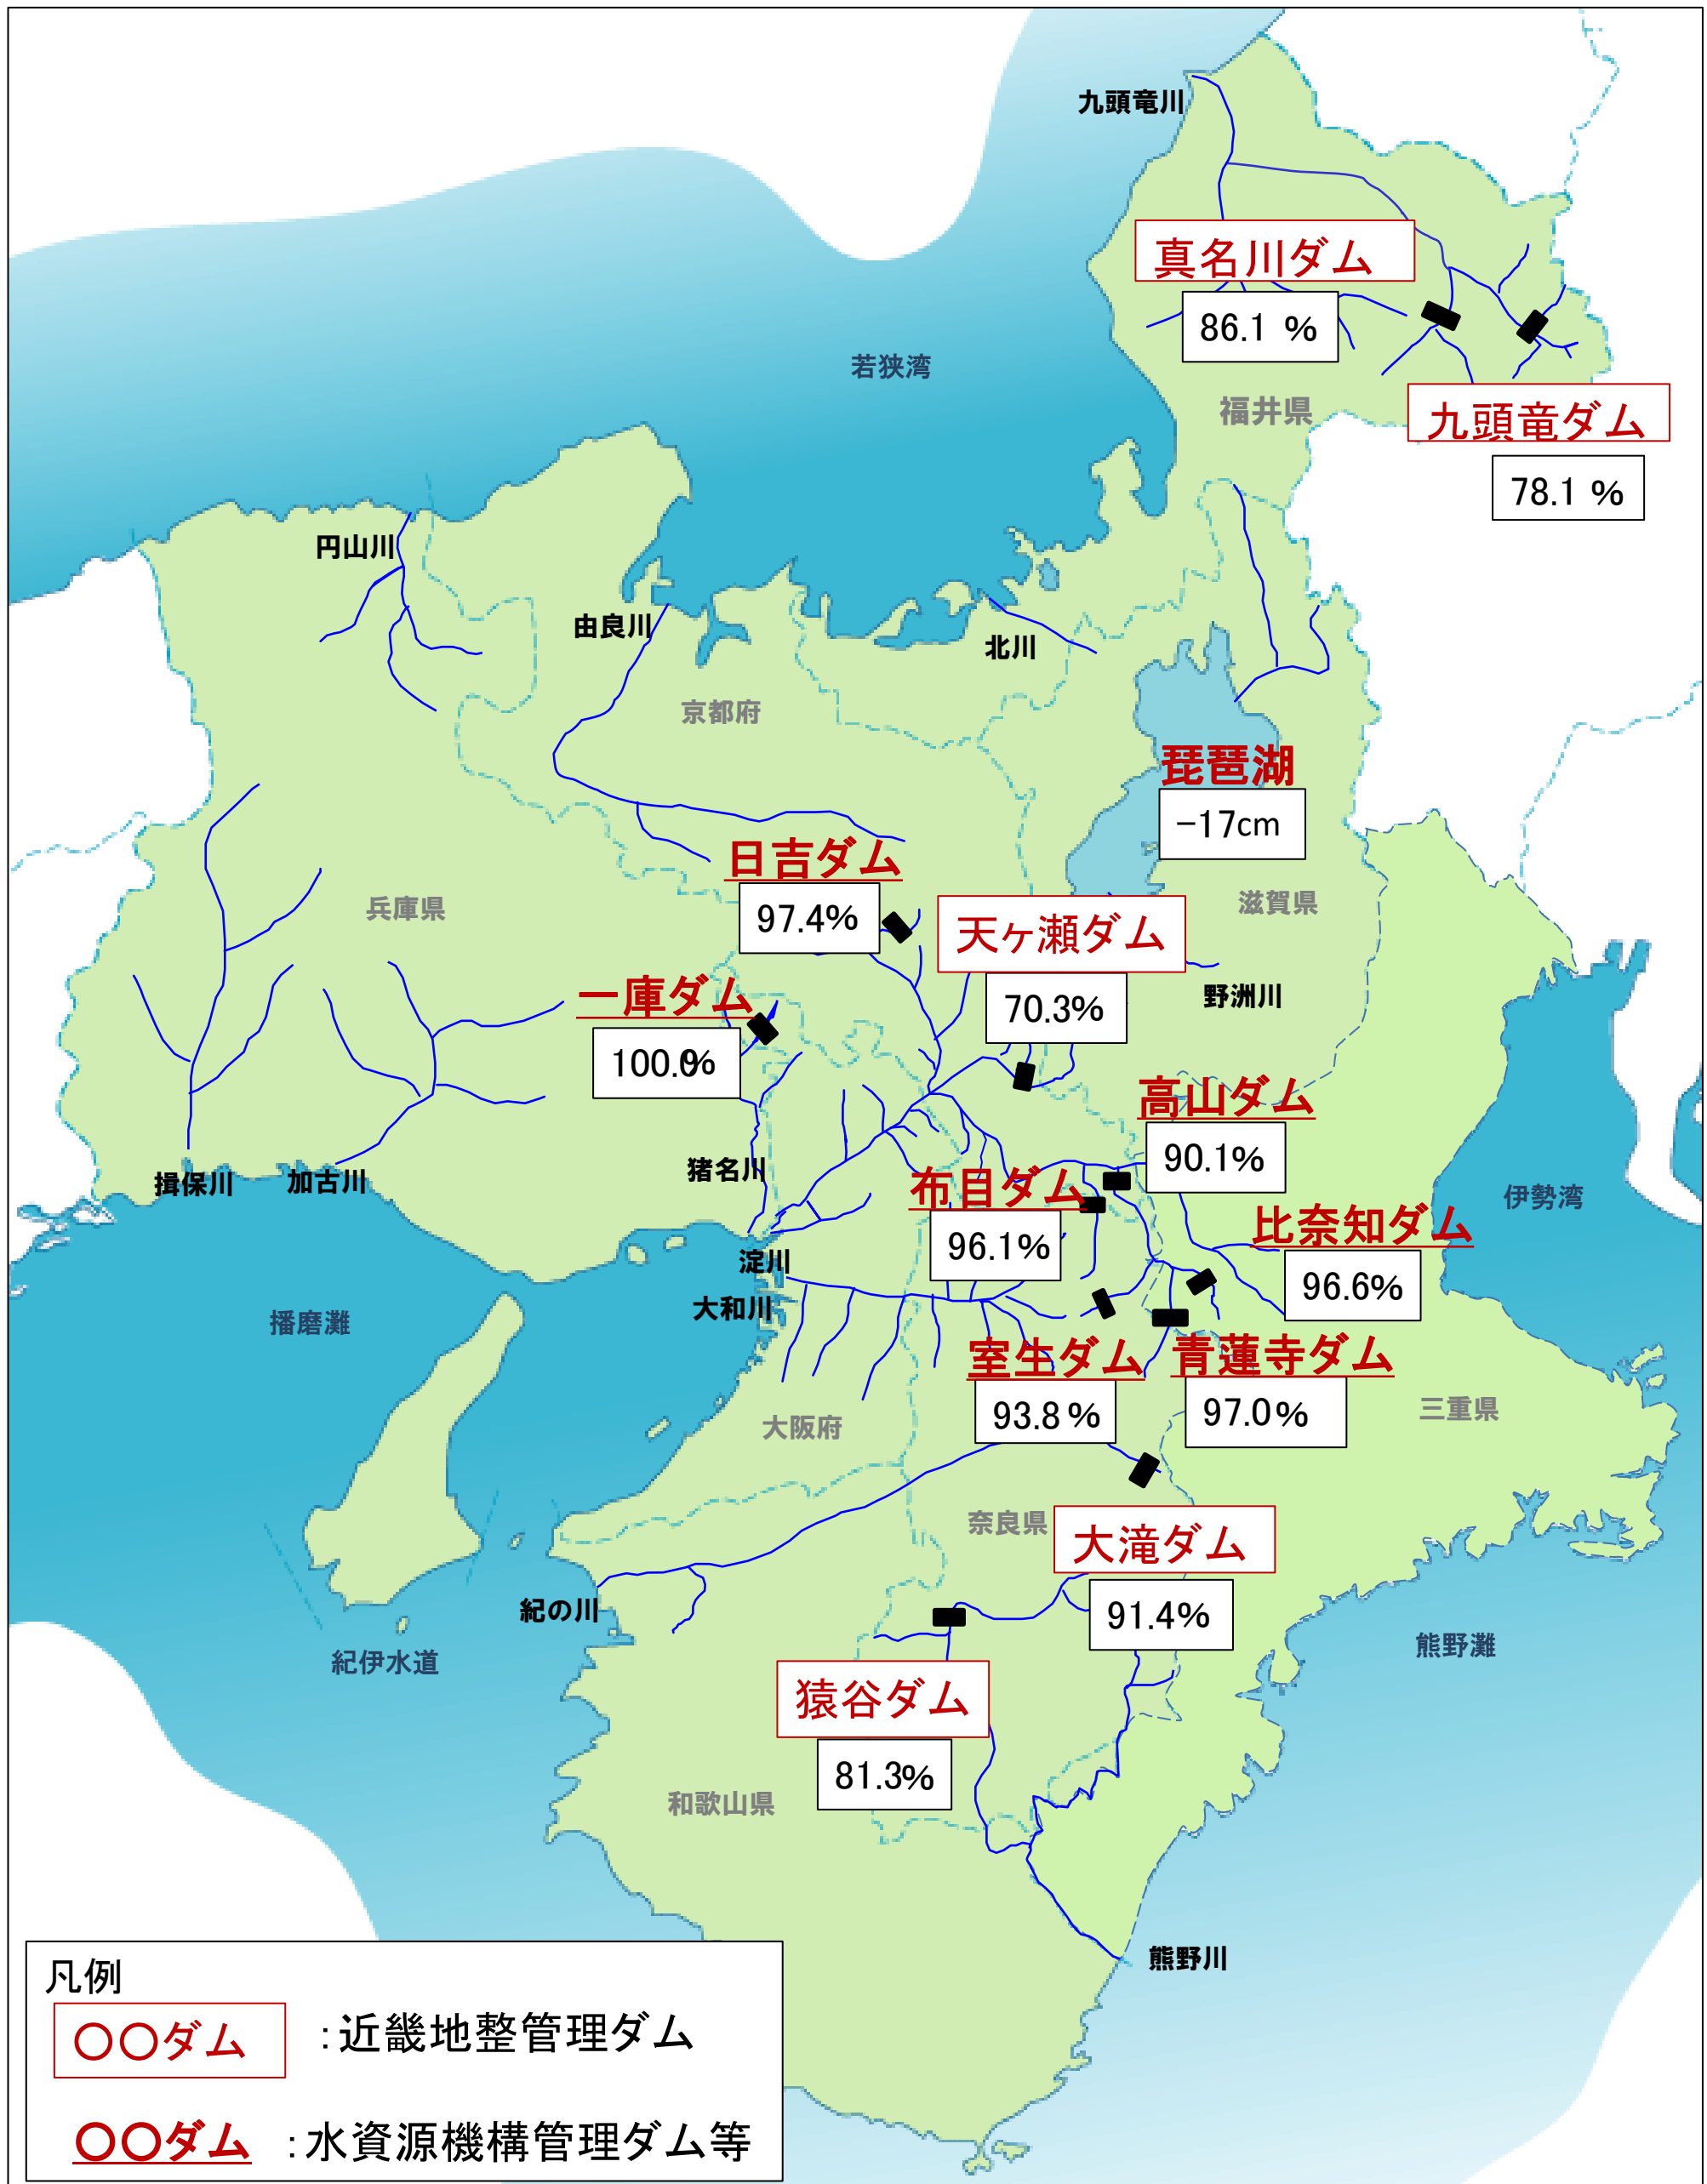 九頭竜川
真名川ダム
86.1 %
若狭湾
福井県
九頭竜ダム
78.1 %
円山川
由良川
北川
京都府
琵琶湖
-17cm
日吉ダム
97.4%
兵庫県
天ヶ瀬ダム
滋賀県
一庫ダム
70.3%
野洲川
100.0%
高山ダム
90.1%
猪名川
揖保川
加古川
布目ダム
伊勢湾
96.1%
比奈知ダム
淀川
96.6%
大和川
播磨灘
室生ダム
青蓮寺ダム
93.8%
97.0%
三重県
大阪府
奈良県
大滝ダム
紀の川
91.4%
紀伊水道
熊野灘
猿谷ダム
81.3%
和歌山県
熊野川
凡例
〇〇ダム :近畿地整管理ダム
〇〇ダム :水資源機構管理ダム等